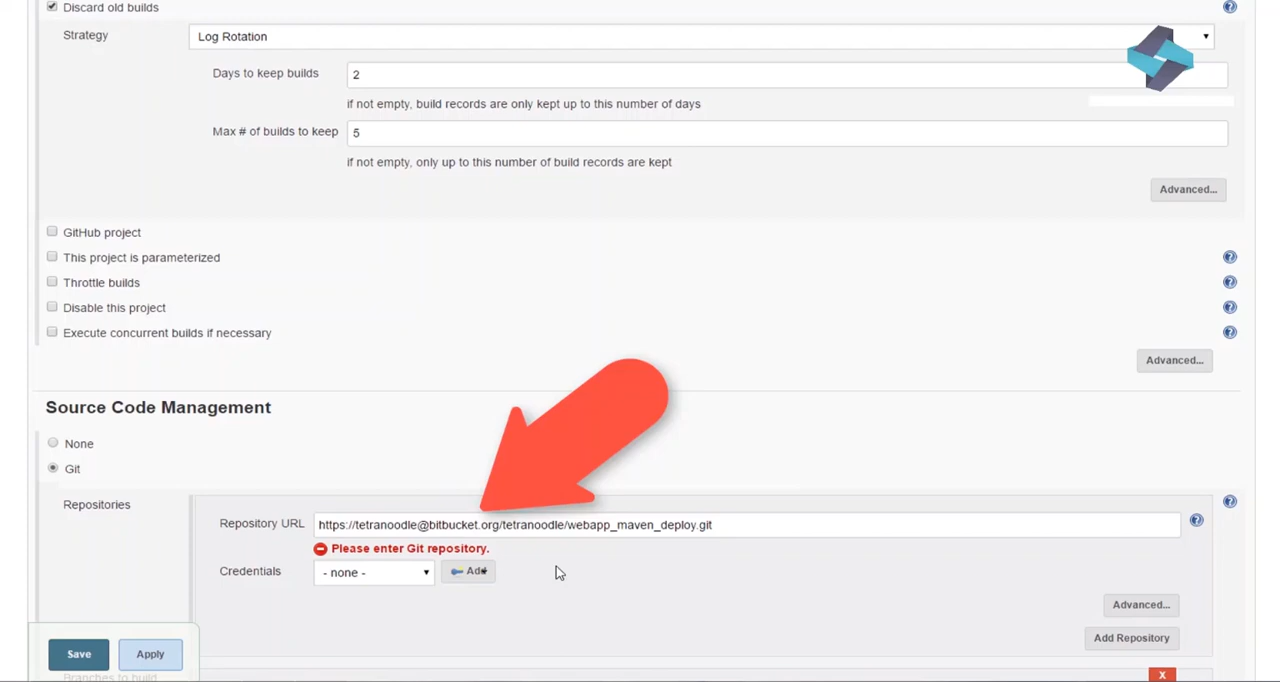 Discard old builds
Strategy
Log Rotation
Days to keep builds
2
if not empty, build records are only kept up to this number of days
Max # of builds to keep
5
if not empty, only up to this number of build records are kept
Advanced...
GitHub project
This project is parameterized
Throttle builds
Disable this project
Execute concurrent builds if necessary
Advanced...
Source Code Management
None
Git
Repositories
Repository URL
https://tetranoodle@bitbucket.org/tetranoodle/webapp_maven_deploy.git
Please enter Git repository.
Credentials
- none -
Add
Advanced...
Add Repository
Save
Apply
Branches to build
X